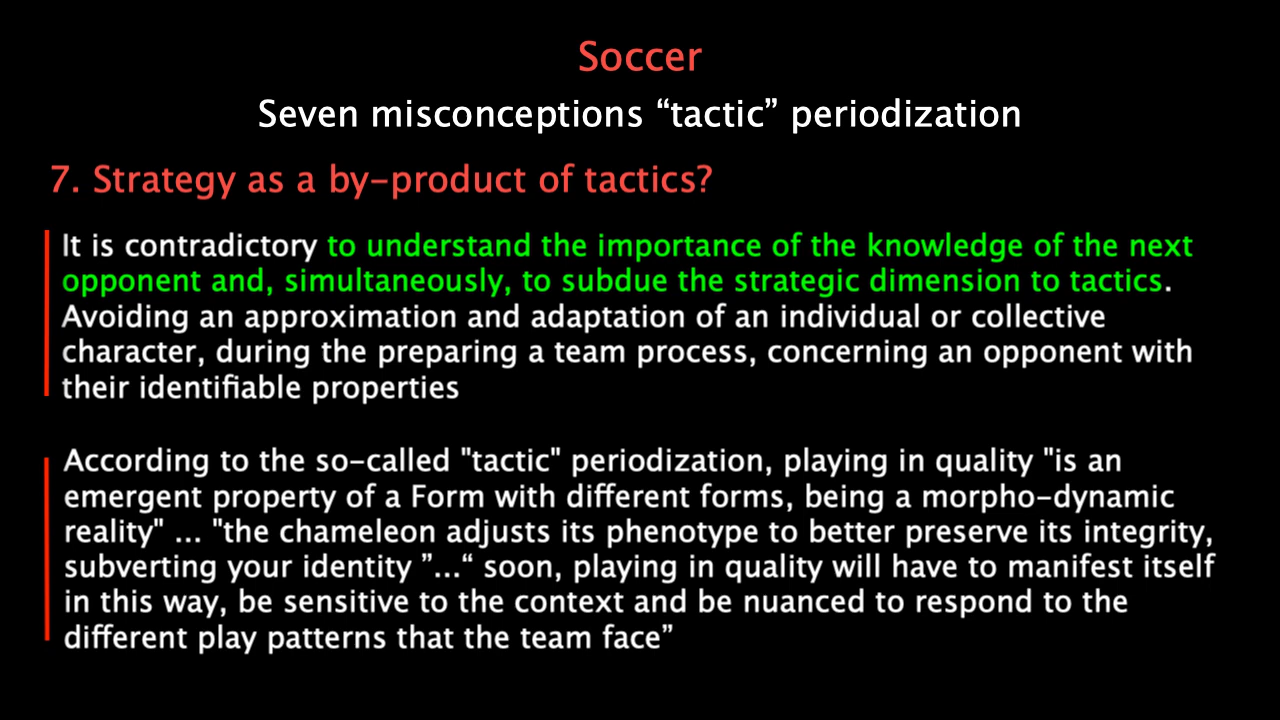 Soccer
Seven misconceptions “tactic” periodization
7. Strategy as a by-product of tactics?
It is contradictory to understand the importance of the knowledge of the next
opponent and, simultaneously, to subdue the strategic dimension to tactics.
Avoiding an approximation and adaptation of an individual or collective
character, during the preparing a team process, concerning an opponent with
their identifiable properties
According to the so-called "tactic" periodization, playing in quality "is an
emergent property of a Form with different forms, being a morpho-dynamic
reality" ... "the chameleon adjusts its phenotype to better preserve its integrity,
subverting your identity ”...“ soon, playing in quality will have to manifest itself
in this way, be sensitive to the context and be nuanced to respond to the
different play patterns that the team face”